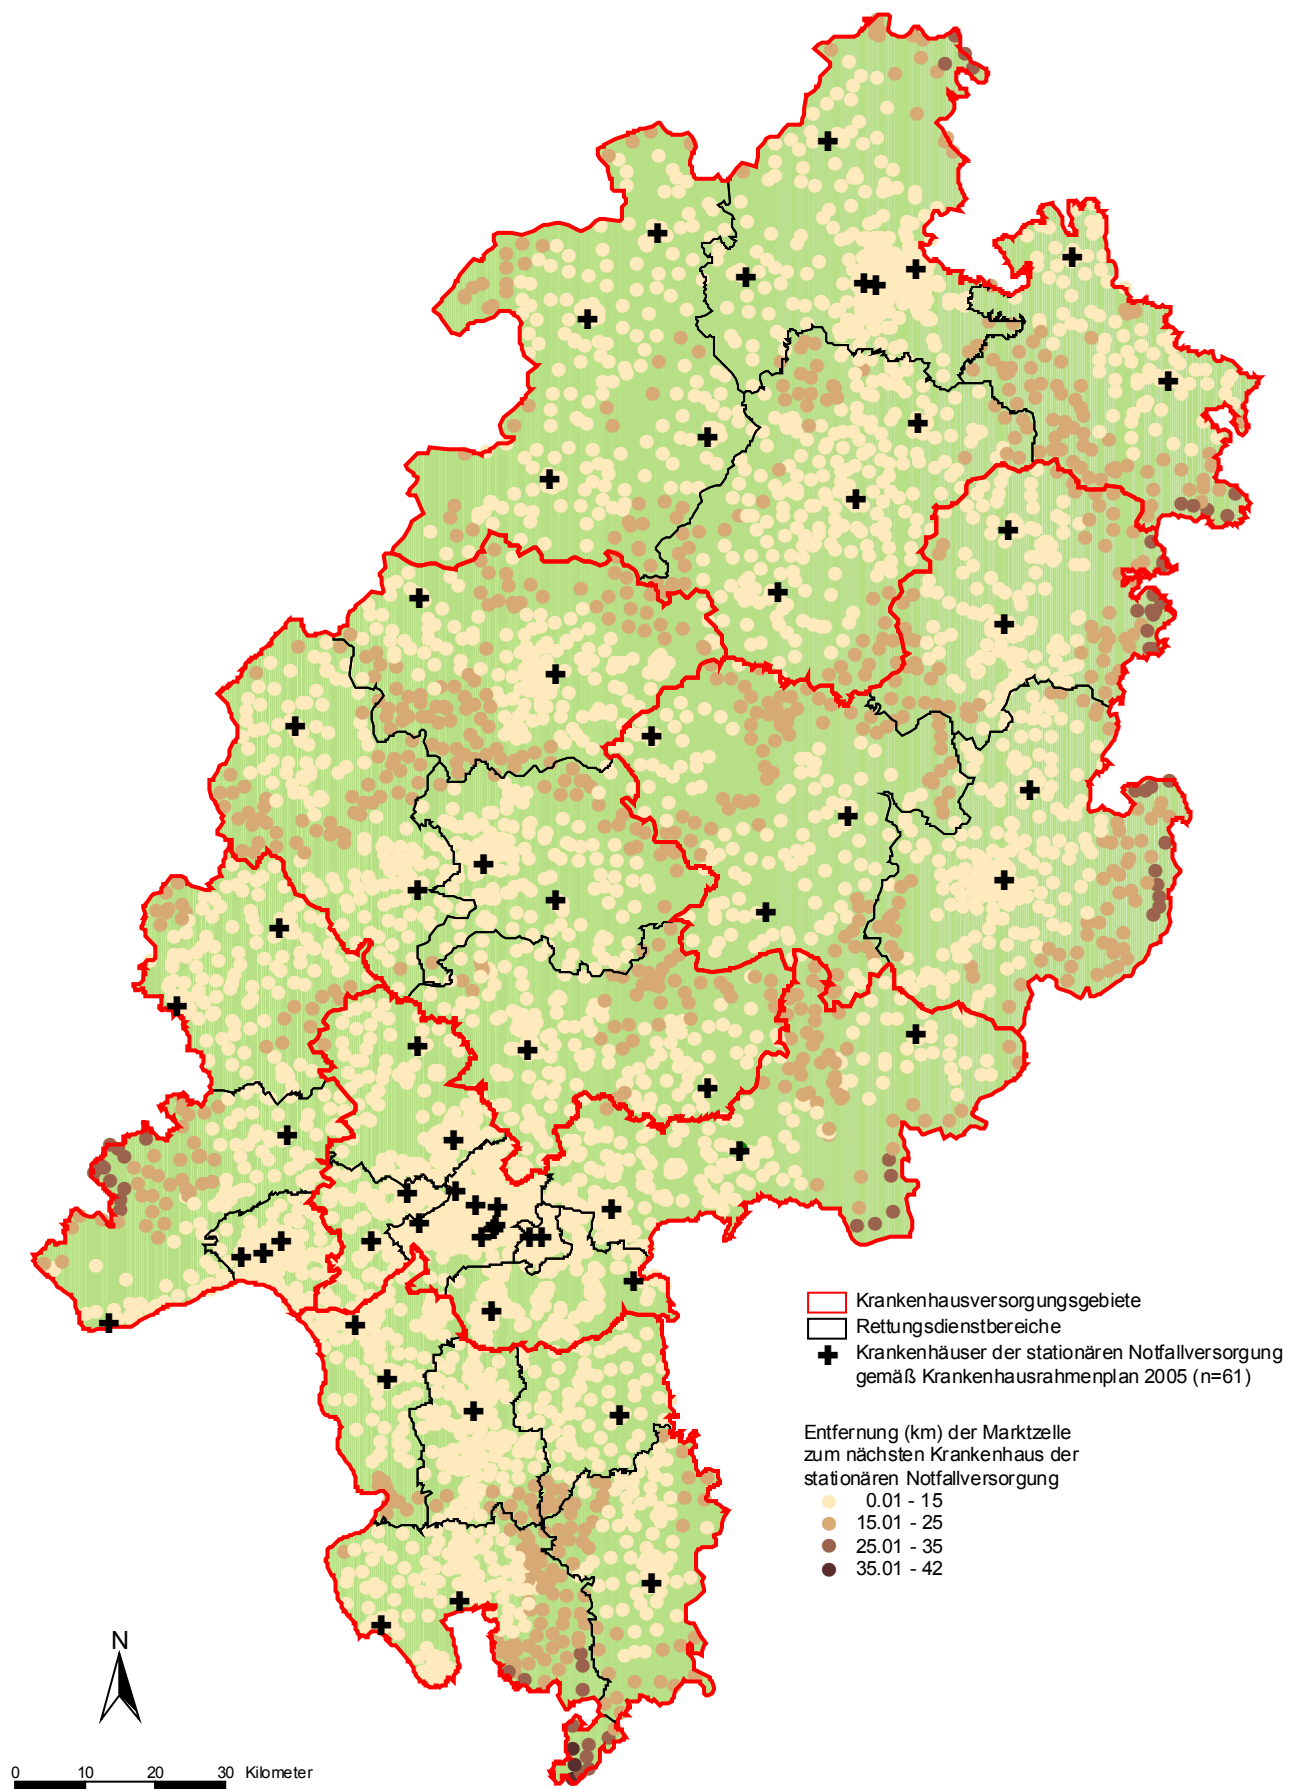 Krankenhausversorgungsgebiete
Rettungsdienstbereiche
Krankenhäuser der stationären Notfallversorgung
gemäß Krankenhausrahmenplan 2005 (n=61)
Entfernung (km) der Marktzelle
zum nächsten Krankenhaus der
stationären Notfallversorgung
0.01 - 15
15.01 - 25
25.01 - 35
35.01 - 42
N
0 10 20 30 Kilometer